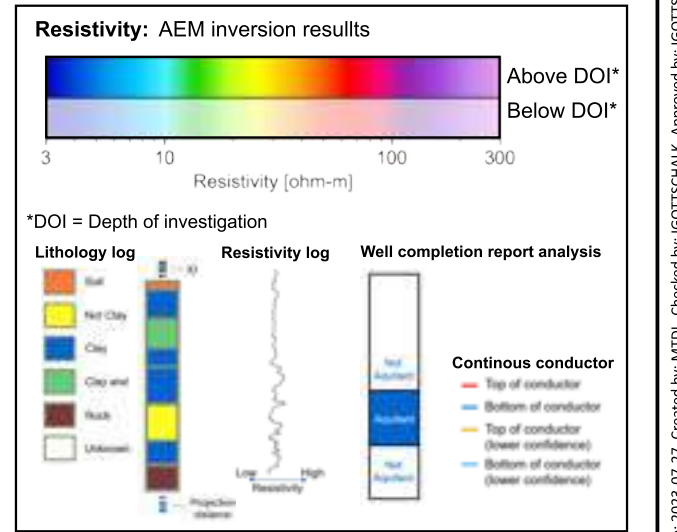 Resistivity: AEM inversion resullts
Above DOI*
Below DOI*
3 10 100 300
Resistivity [ohm-m]
*DOI = Depth of investigation
Lithology log
Resistivity log
Well completion report analysis
Soil
Not Clay
Clay
Clay and
Rock
Unknown
Projection
distance
Low High
Resistivity
Not
Aquitard
Aquitard
Not
Aquitard
Continous conductor
Top of conductor
Bottom of conductor
Top of conductor
(lower confidence)
Bottom of conductor
(lower confidence)
2023-07-27, Created by: MTPL, Checked by: JGOTTSCHALK, Approved by: